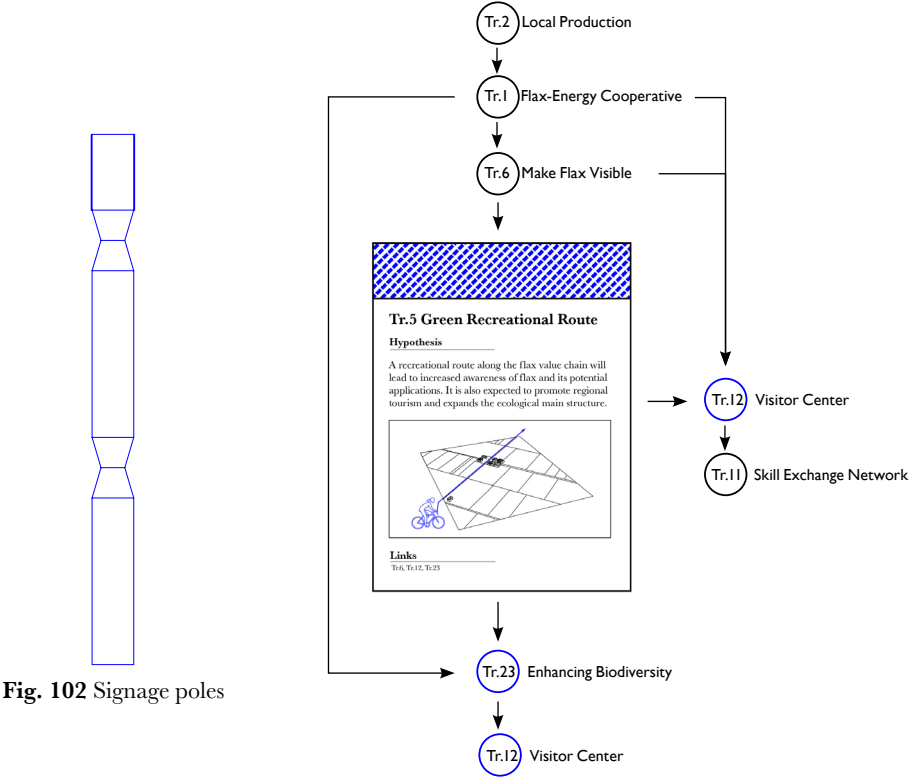 Tr.2 Local Production
Tr.1 Flax-Energy Cooperative
Tr.6 Make Flax Visible
Tr.5 Green Recreational Route
Hypothesis
A recreational route along the flax value chain will
lead to increased awareness of flax and its potential
applications. It is also expected to promote regional
tourism and expands the ecological main structure.
Links
Tr.6, Tr.12, Tr.23
Tr.12 Visitor Center
Tr.11 Skill Exchange Network
Tr.23 Enhancing Biodiversity
Tr.12 Visitor Center
Fig. 102 Signage poles